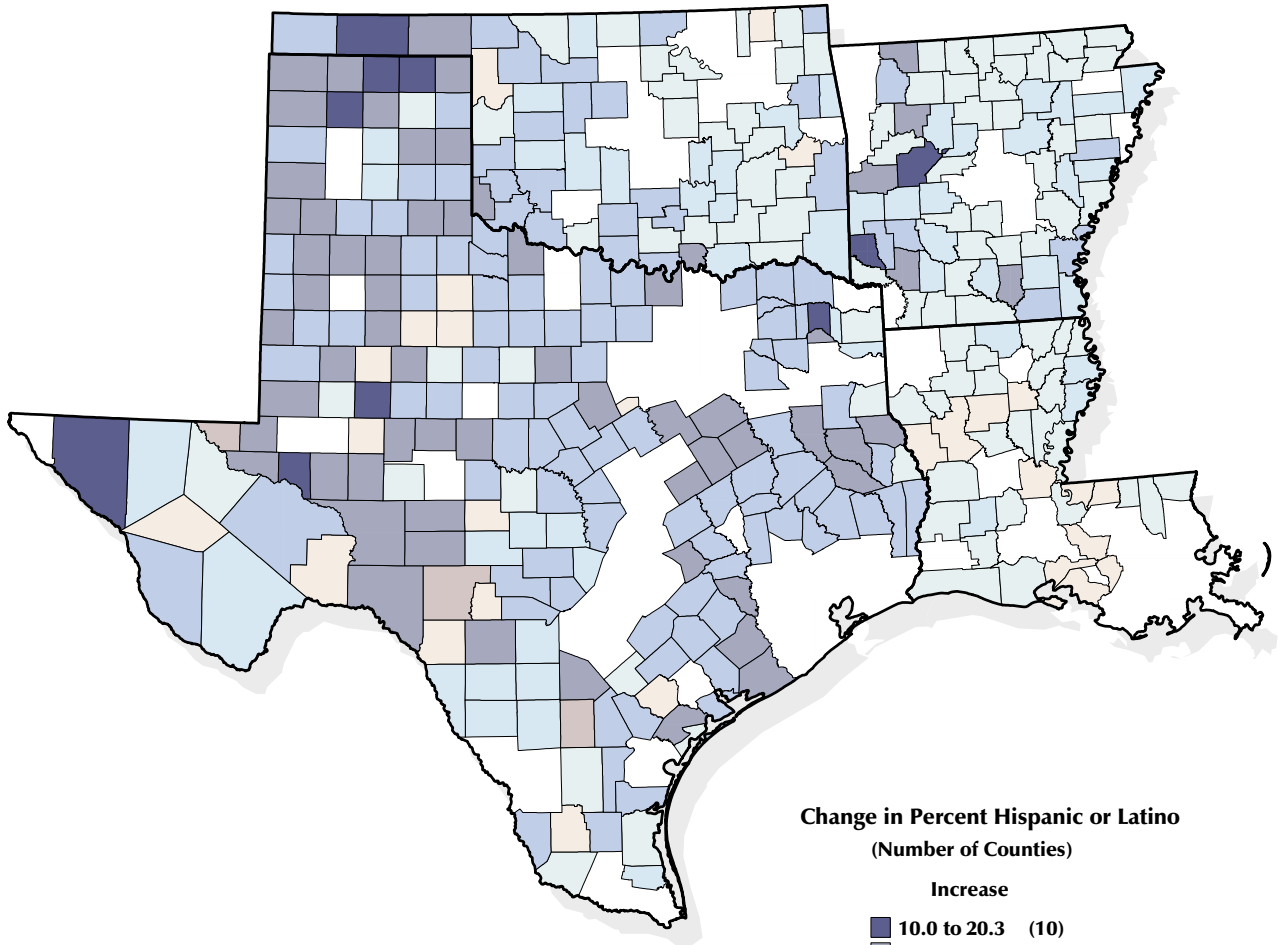 Change in Percent Hispanic or Latino
(Number of Counties)
Increase
10.0 to 20.3 (10)